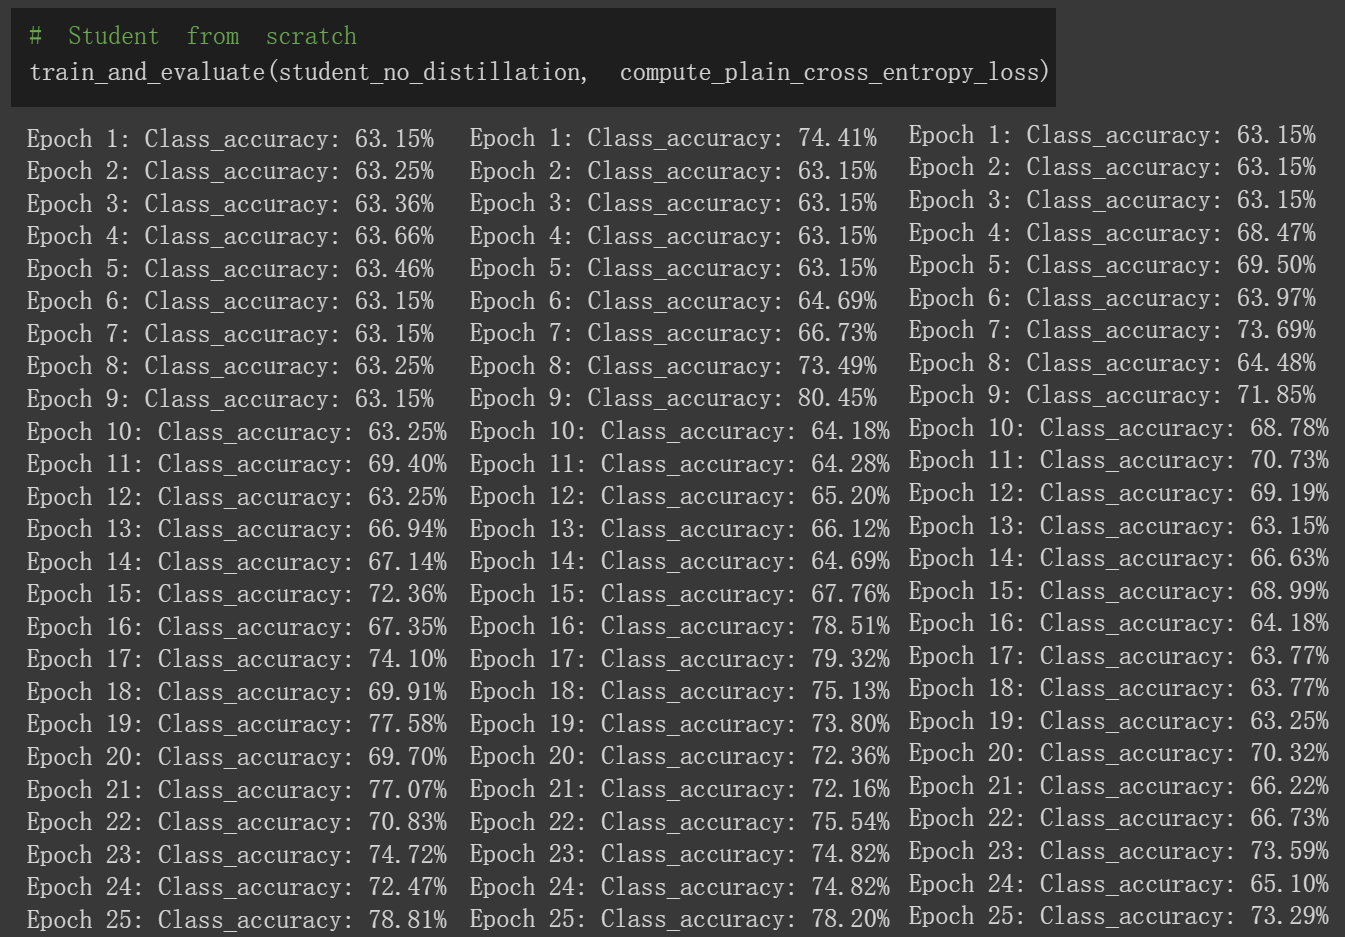 # Student from scratch
train_and_evaluate(student_no_distillation, compute_plain_cross_entropy_loss)
Epoch 1: Class_accuracy: 63.15%
Epoch 2: Class_accuracy: 63.25%
Epoch 3: Class_accuracy: 63.36%
Epoch 4: Class_accuracy: 63.66%
Epoch 5: Class_accuracy: 63.46%
Epoch 6: Class_accuracy: 63.15%
Epoch 7: Class_accuracy: 63.15%
Epoch 8: Class_accuracy: 63.25%
Epoch 9: Class_accuracy: 63.15%
Epoch 10: Class_accuracy: 63.25%
Epoch 11: Class_accuracy: 69.40%
Epoch 12: Class_accuracy: 63.25%
Epoch 13: Class_accuracy: 66.94%
Epoch 14: Class_accuracy: 67.14%
Epoch 15: Class_accuracy: 72.36%
Epoch 16: Class_accuracy: 67.35%
Epoch 17: Class_accuracy: 74.10%
Epoch 18: Class_accuracy: 69.91%
Epoch 19: Class_accuracy: 77.58%
Epoch 20: Class_accuracy: 69.70%
Epoch 21: Class_accuracy: 77.07%
Epoch 22: Class_accuracy: 70.83%
Epoch 23: Class_accuracy: 74.72%
Epoch 24: Class_accuracy: 72.47%
Epoch 25: Class_accuracy: 78.81%
Epoch 1: Class_accuracy: 74.41%
Epoch 2: Class_accuracy: 63.15%
Epoch 3: Class_accuracy: 63.15%
Epoch 4: Class_accuracy: 63.15%
Epoch 5: Class_accuracy: 63.15%
Epoch 6: Class_accuracy: 64.69%
Epoch 7: Class_accuracy: 66.73%
Epoch 8: Class_accuracy: 73.49%
Epoch 9: Class_accuracy: 80.45%
Epoch 10: Class_accuracy: 64.18%
Epoch 11: Class_accuracy: 64.28%
Epoch 12: Class_accuracy: 65.20%
Epoch 13: Class_accuracy: 66.12%
Epoch 14: Class_accuracy: 64.69%
Epoch 15: Class_accuracy: 67.76%
Epoch 16: Class_accuracy: 78.51%
Epoch 17: Class_accuracy: 79.32%
Epoch 18: Class_accuracy: 75.13%
Epoch 19: Class_accuracy: 73.80%
Epoch 20: Class_accuracy: 72.36%
Epoch 21: Class_accuracy: 72.16%
Epoch 22: Class_accuracy: 75.54%
Epoch 23: Class_accuracy: 74.82%
Epoch 24: Class_accuracy: 74.82%
Epoch 25: Class_accuracy: 78.20%
Epoch 1: Class_accuracy: 63.15%
Epoch 2: Class_accuracy: 63.15%
Epoch 3: Class_accuracy: 63.15%
Epoch 4: Class_accuracy: 68.47%
Epoch 5: Class_accuracy: 69.50%
Epoch 6: Class_accuracy: 63.97%
Epoch 7: Class_accuracy: 73.69%
Epoch 8: Class_accuracy: 64.48%
Epoch 9: Class_accuracy: 71.85%
Epoch 10: Class_accuracy: 68.78%
Epoch 11: Class_accuracy: 70.73%
Epoch 12: Class_accuracy: 69.19%
Epoch 13: Class_accuracy: 63.15%
Epoch 14: Class_accuracy: 66.63%
Epoch 15: Class_accuracy: 68.99%
Epoch 16: Class_accuracy: 64.18%
Epoch 17: Class_accuracy: 63.77%
Epoch 18: Class_accuracy: 63.77%
Epoch 19: Class_accuracy: 63.25%
Epoch 20: Class_accuracy: 70.32%
Epoch 21: Class_accuracy: 66.22%
Epoch 22: Class_accuracy: 66.73%
Epoch 23: Class_accuracy: 73.59%
Epoch 24: Class_accuracy: 65.10%
Epoch 25: Class_accuracy: 73.29%